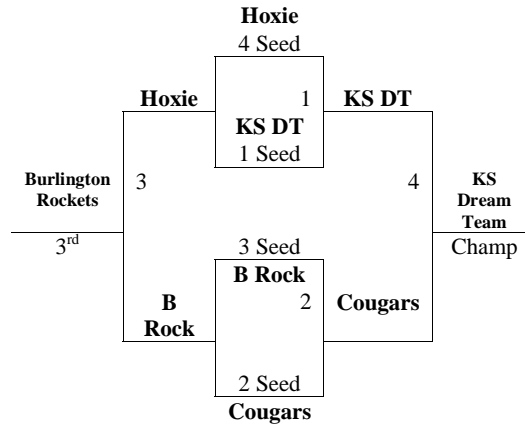 Hoxie
4 Seed
Hoxie
1
KS DT
KS DT
1 Seed
Burlington
Rockets
3
4
KS
Dream
Team
3rd
3 Seed
Champ
B Rock
B
Rock
2
Cougars
2 Seed
Cougars